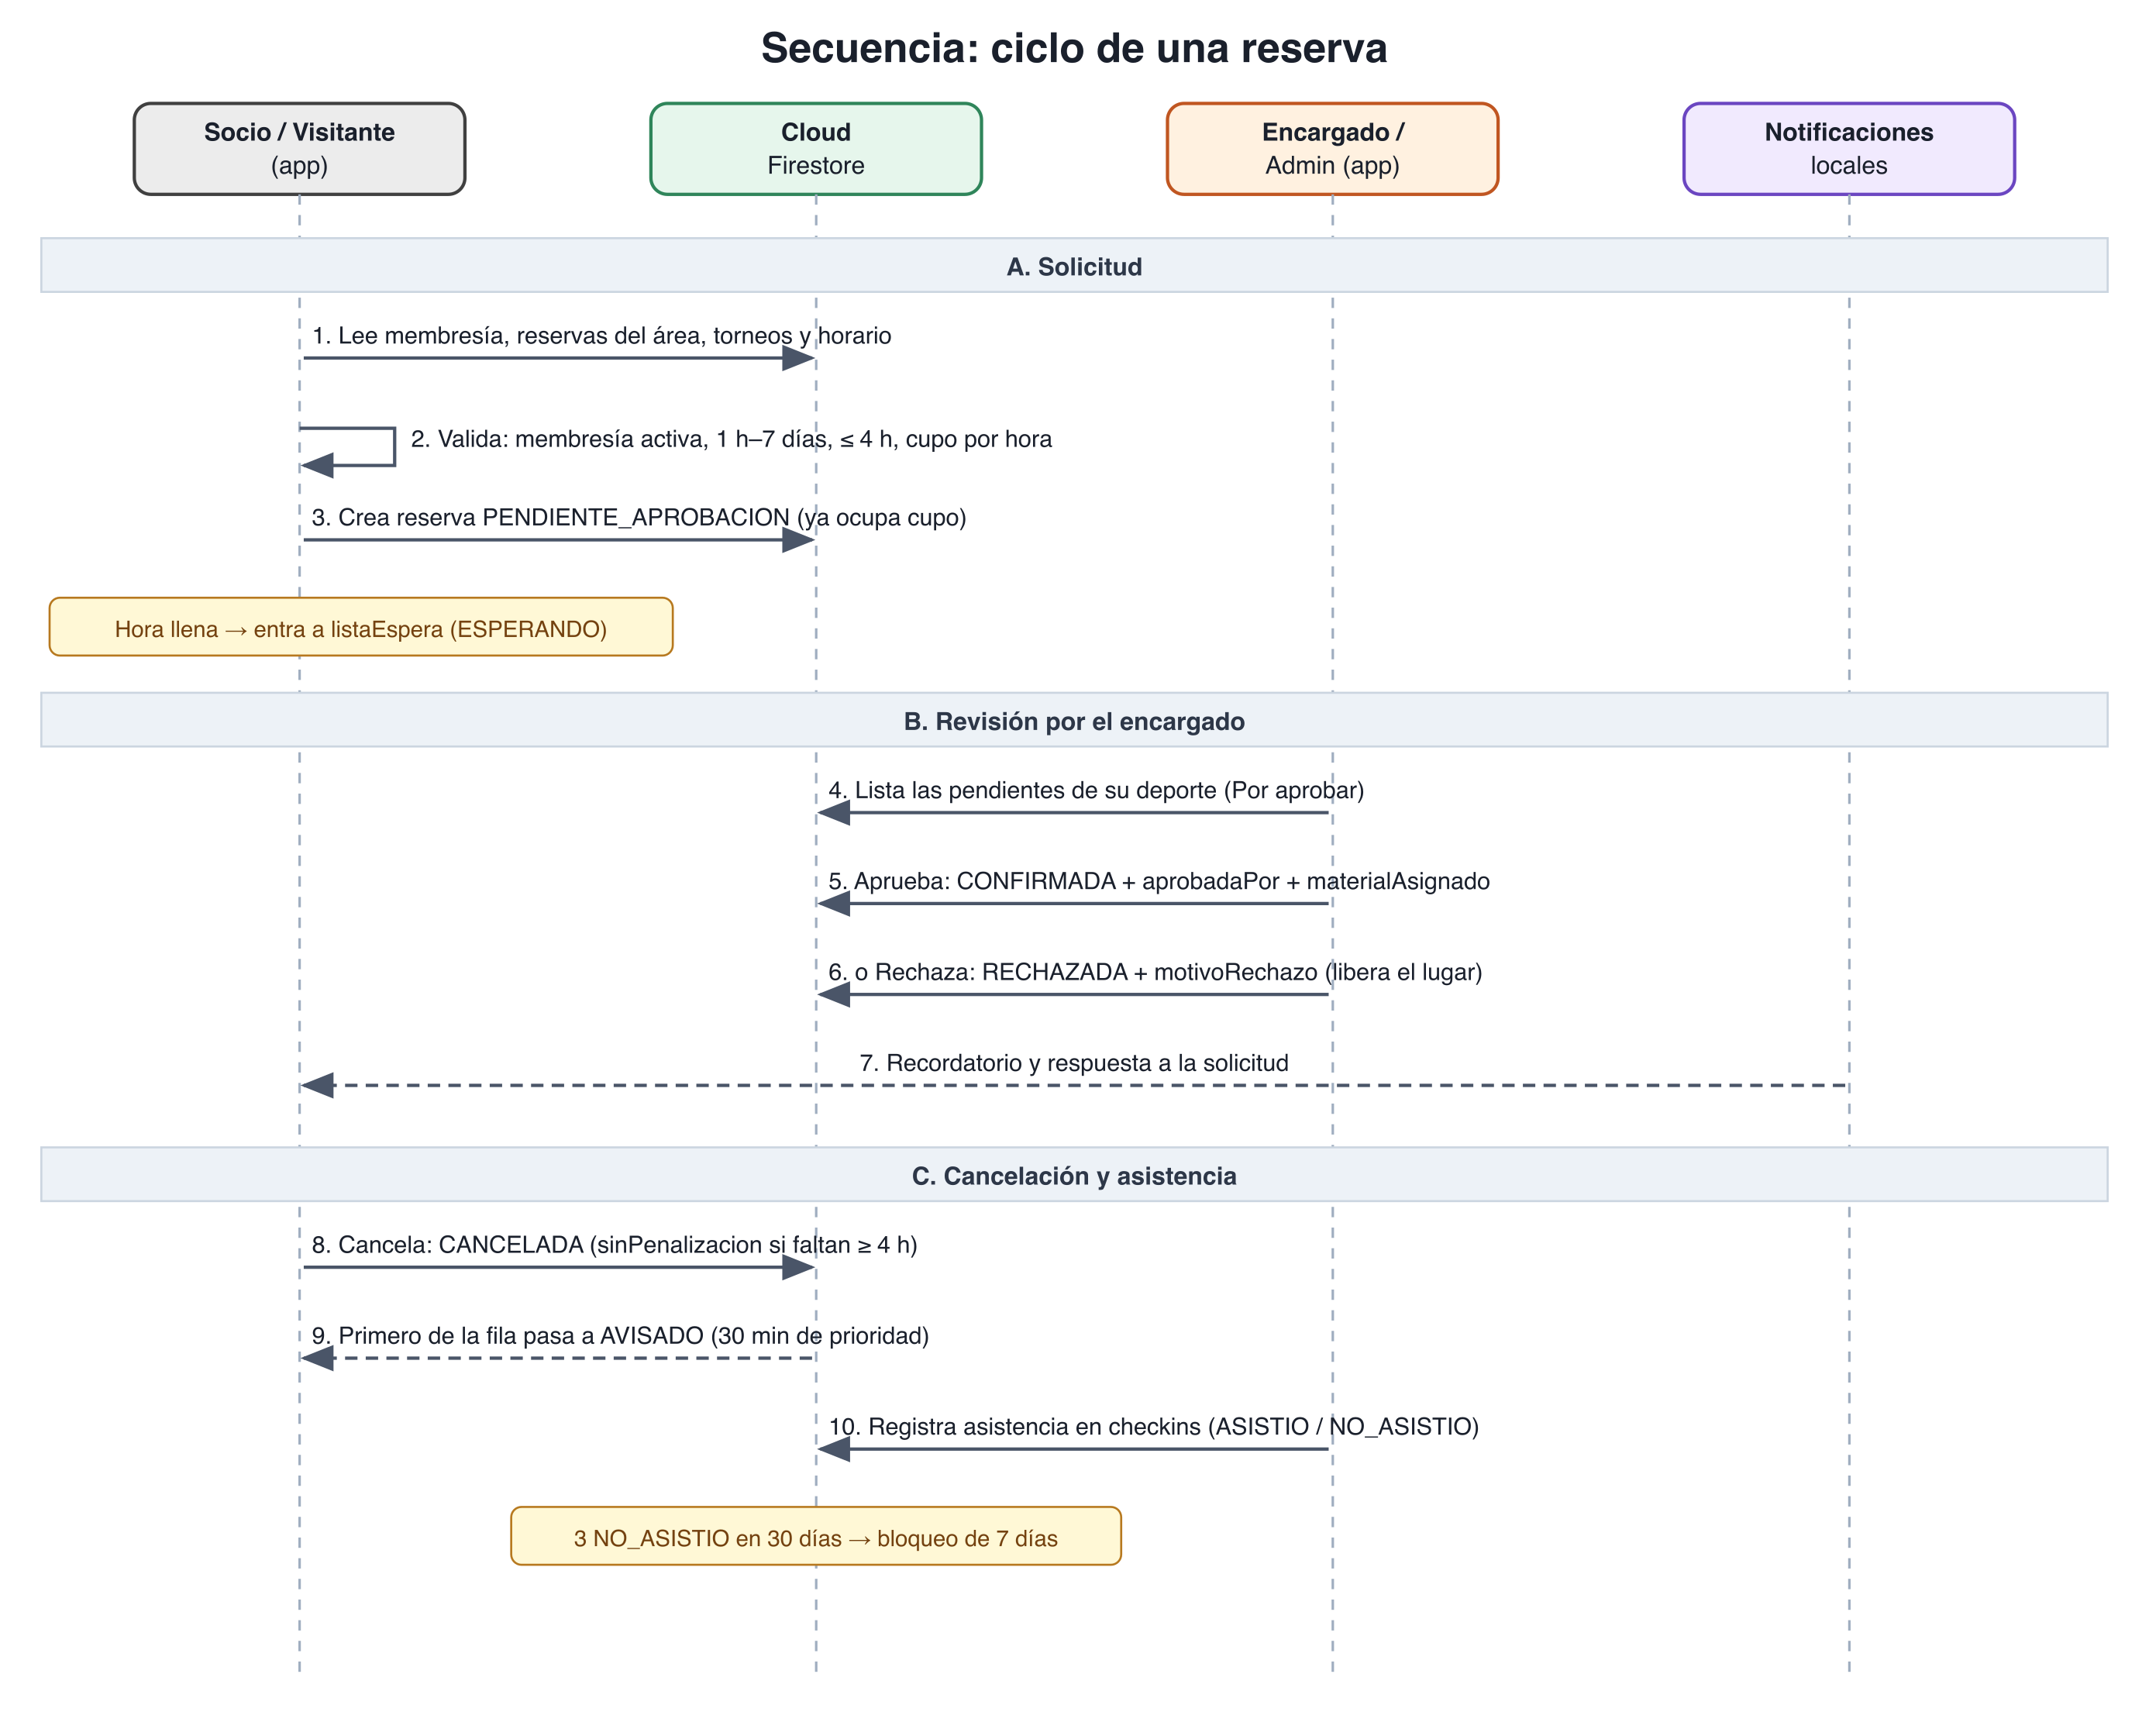 Secuencia: ciclo de una reserva
Socio / Visitante
(app)
Cloud
Firestore
Encargado /
Admin (app)
Notificaciones
locales
A. Solicitud
1. Lee membresía, reservas del área, torneos y horario
2. Valida: membresía activa, 1 h–7 días, ≤ 4 h, cupo por hora
3. Crea reserva PENDIENTE_APROBACION (ya ocupa cupo)
Hora llena → entra a listaEspera (ESPERANDO)
B. Revisión por el encargado
4. Lista las pendientes de su deporte (Por aprobar)
5. Aprueba: CONFIRMADA + aprobadaPor + materialAsignado
6. o Rechaza: RECHAZADA + motivoRechazo (libera el lugar)
7. Recordatorio y respuesta a la solicitud
C. Cancelación y asistencia
8. Cancela: CANCELADA (sinPenalizacion si faltan ≥ 4 h)
9. Primero de la fila pasa a AVISADO (30 min de prioridad)
10. Registra asistencia en checkins (ASISTIO / NO_ASISTIO)
3 NO_ASISTIO en 30 días → bloqueo de 7 días